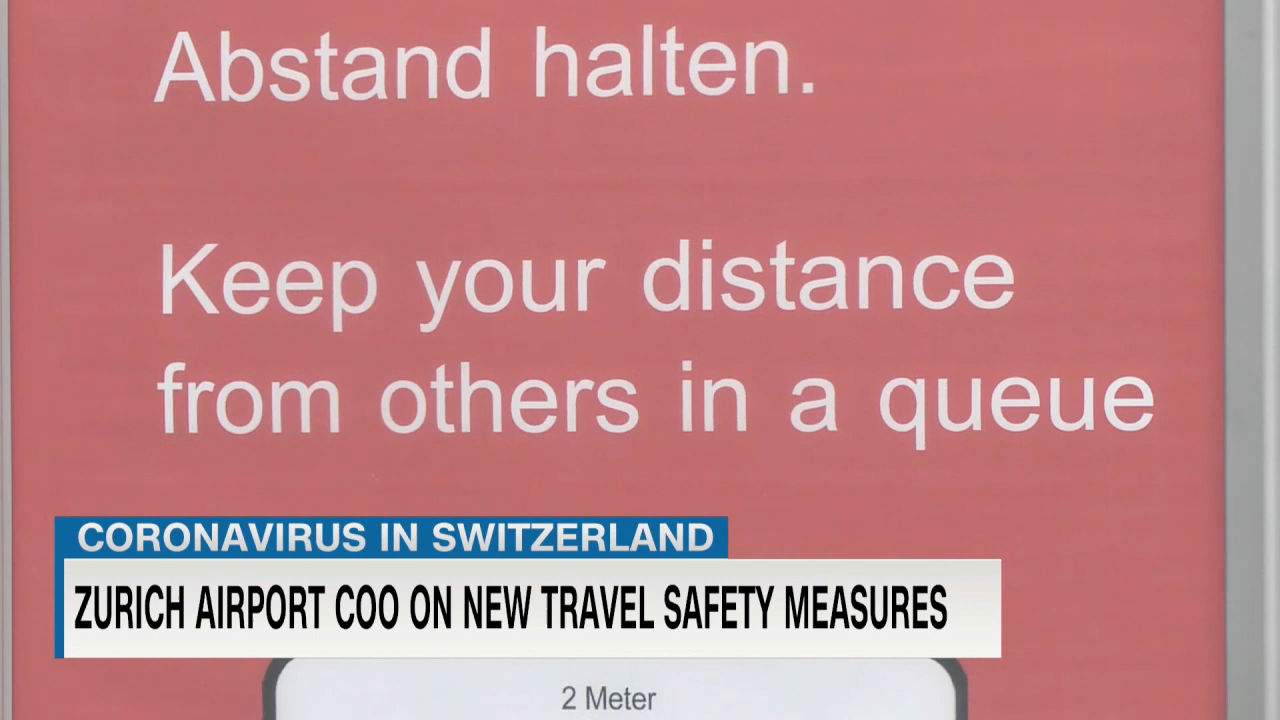 Abstand halten.
Keep your distance
from others in a queue
CORONAVIRUS IN SWITZERLAND
ZURICH AIRPORT COO ON NEW TRAVEL SAFETY MEASURES
2 Meter